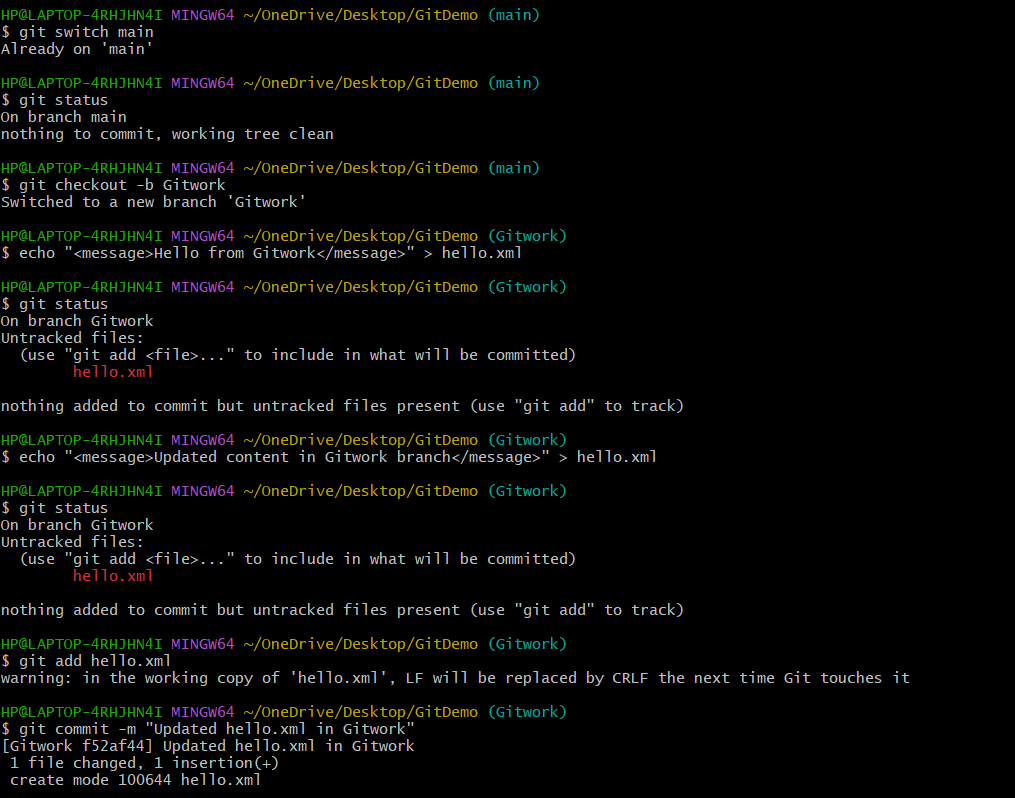 HP@LAPTOP-4RHJHN4I MINGW64 ~/OneDrive/Desktop/GitDemo (main)
$ git switch main
Already on 'main'
HP@LAPTOP-4RHJHN4I MINGW64 ~/OneDrive/Desktop/GitDemo (main)
$ git status
On branch main
nothing to commit, working tree clean
HP@LAPTOP-4RHJHN4I MINGW64 ~/OneDrive/Desktop/GitDemo (main)
$ git checkout -b Gitwork
Switched to a new branch 'Gitwork'
HP@LAPTOP-4RHJHN4I MINGW64 ~/OneDrive/Desktop/GitDemo (Gitwork)
$ echo "<message>Hello from Gitwork</message>" > hello.xml
HP@LAPTOP-4RHJHN4I MINGW64 ~/OneDrive/Desktop/GitDemo (Gitwork)
$ git status
On branch Gitwork
Untracked files:
  (use "git add <file>..." to include in what will be committed)
        hello.xml
nothing added to commit but untracked files present (use "git add" to track)
HP@LAPTOP-4RHJHN4I MINGW64 ~/OneDrive/Desktop/GitDemo (Gitwork)
$ echo "<message>Updated content in Gitwork branch</message>" > hello.xml
HP@LAPTOP-4RHJHN4I MINGW64 ~/OneDrive/Desktop/GitDemo (Gitwork)
$ git status
On branch Gitwork
Untracked files:
  (use "git add <file>..." to include in what will be committed)
        hello.xml
nothing added to commit but untracked files present (use "git add" to track)
HP@LAPTOP-4RHJHN4I MINGW64 ~/OneDrive/Desktop/GitDemo (Gitwork)
$ git add hello.xml
warning: in the working copy of 'hello.xml', LF will be replaced by CRLF the next time Git touches it
HP@LAPTOP-4RHJHN4I MINGW64 ~/OneDrive/Desktop/GitDemo (Gitwork)
$ git commit -m "Updated hello.xml in Gitwork"
[Gitwork f52af44] Updated hello.xml in Gitwork
 1 file changed, 1 insertion(+)
 create mode 100644 hello.xml